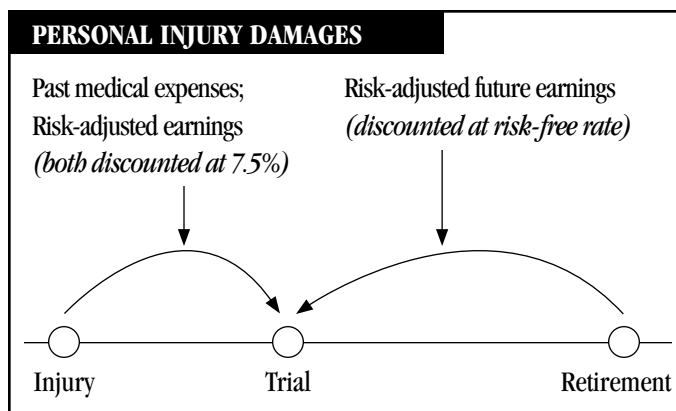 PERSONAL INJURY DAMAGES
Past medical expenses;
Risk-adjusted earnings
(both discounted at 7.5%)
Risk-adjusted future earnings
(discounted at risk-free rate)
Injury
Trial
Retirement